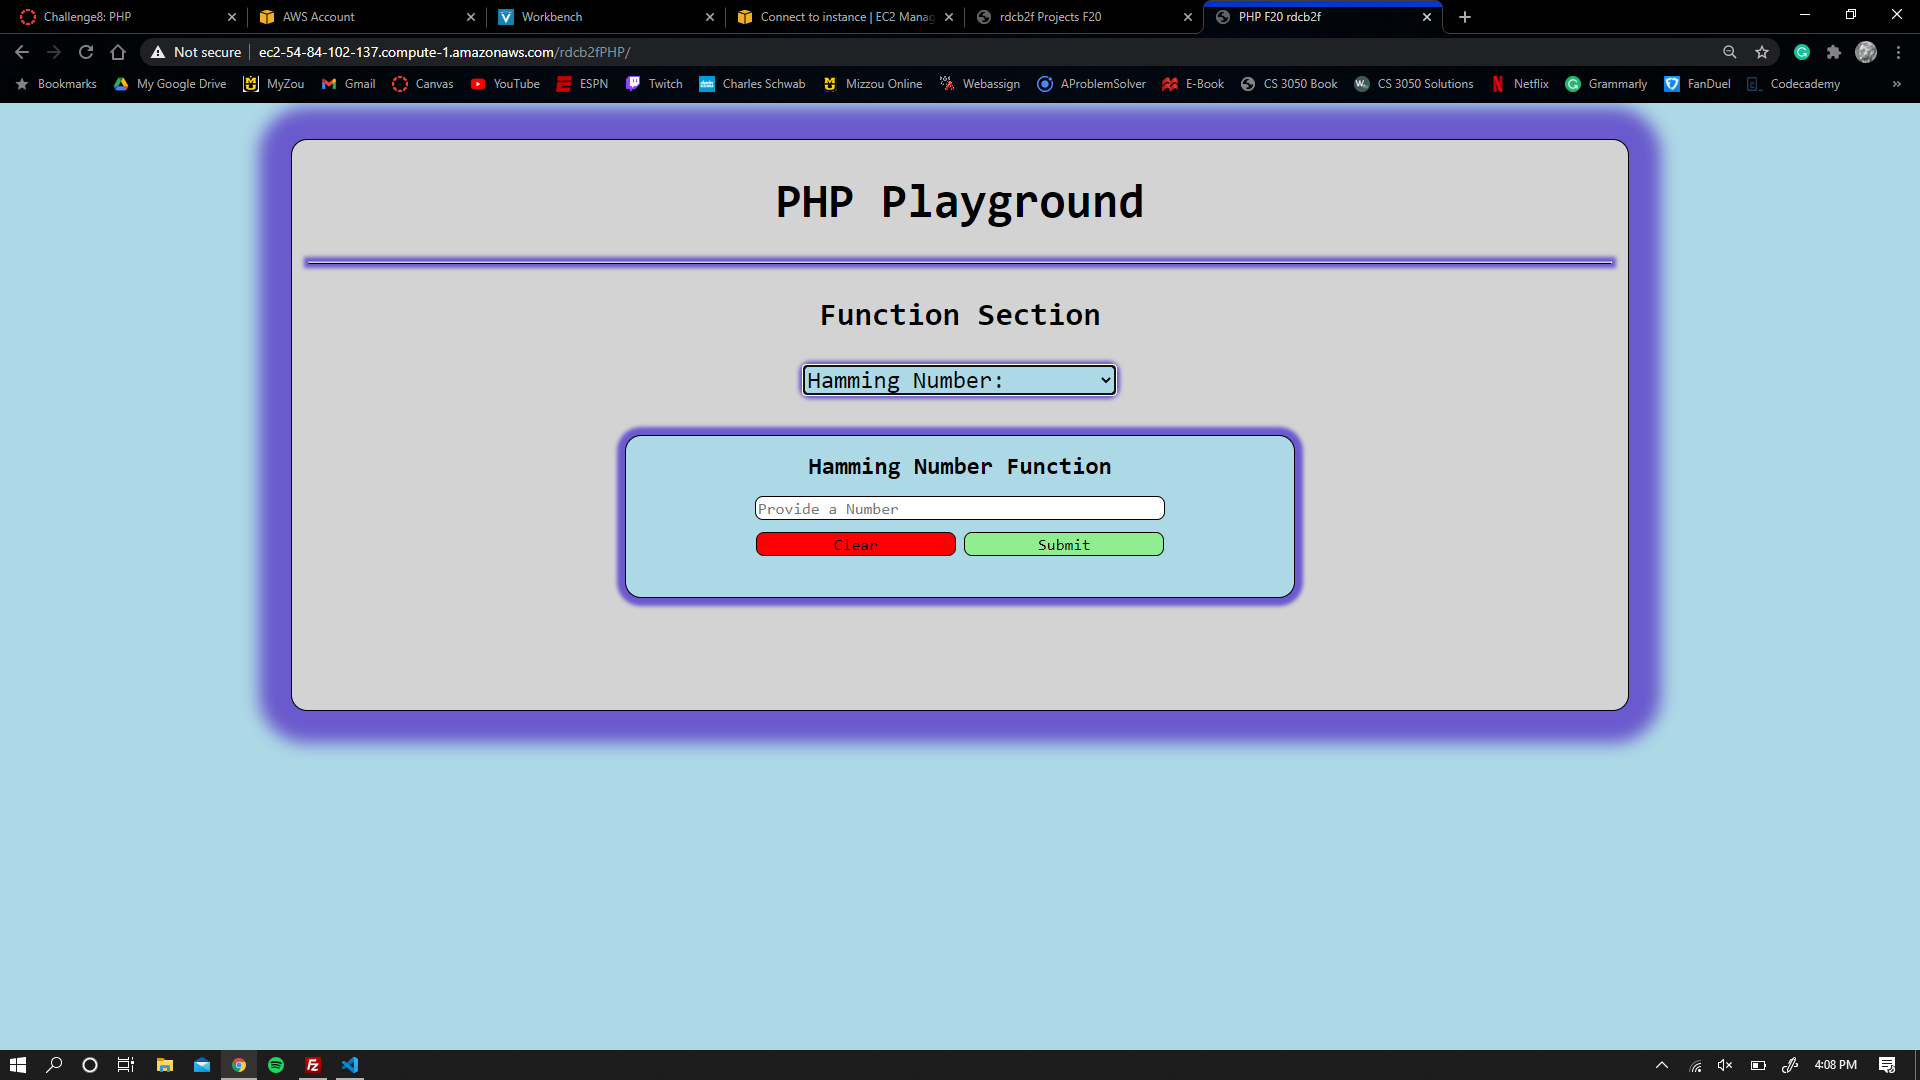 Challenge8: PHP
AWS Account
Workbench
Connect to instance | EC2 Manag
rdcb2f Projects F20
PHP F20 rdcb2f
Not secure
ec2-54-84-102-137.compute-1.amazonaws.com/rdcb2fPHP/
Bookmarks
My Google Drive
MyZou
Gmail
Canvas
YouTube
ESPN
Twitch
Charles Schwab
Mizzou Online
Webassign
AProblemSolver
E-Book
CS 3050 Book
CS 3050 Solutions
Netflix
Grammarly
FanDuel
Codecademy
»
PHP Playground
Function Section
Hamming Number:
Hamming Number Function
Provide a Number
Clear
Submit
4:08 PM